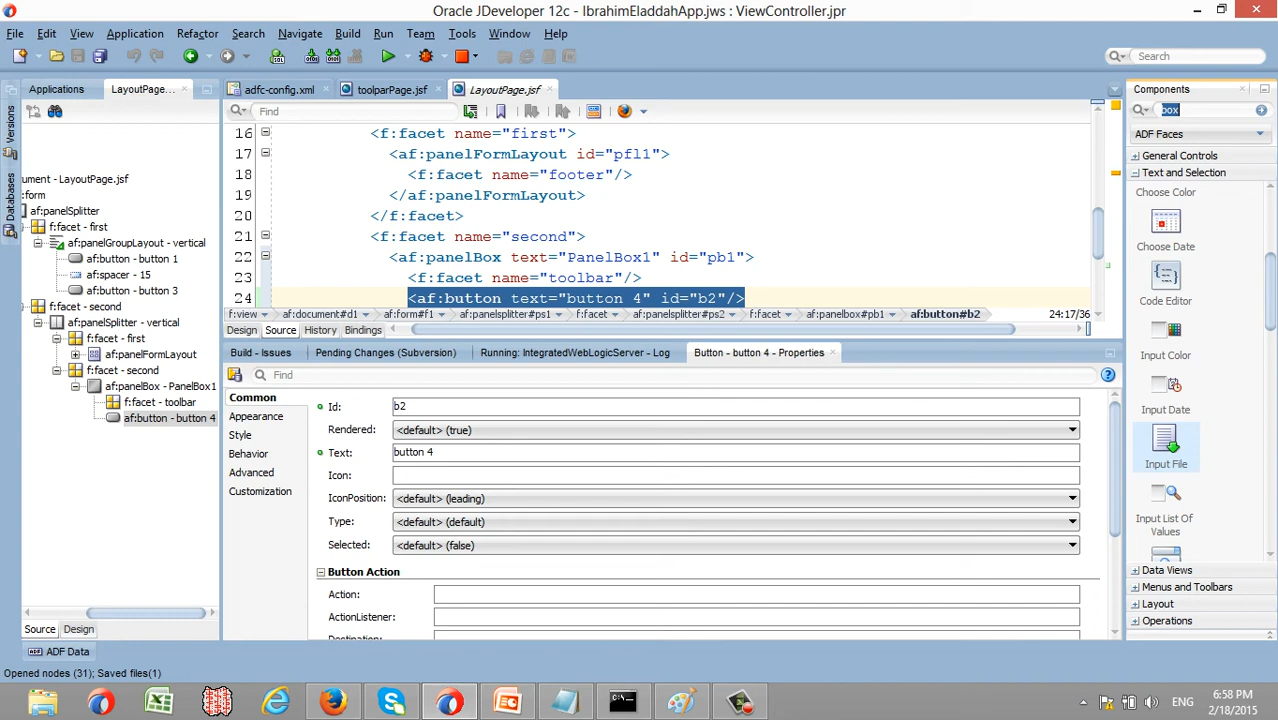 Oracle JDeveloper 12c - IbrahimEladdahApp.jws : ViewController.jpr
File Edit View Application Refactor Search Navigate Build Run Team Tools Window Help
Search
Applications LayoutPage...
adfc-config.xml toolparPage.jsf LayoutPage.jsf
Components
Find
box
ADF Faces
General Controls
Text and Selection
Choose Color
Choose Date
Code Editor
Input Color
Input Date
Input File
Input List Of
Values
Data Views
Menus and Toolbars
Layout
Operations
Versions
Databases
ument - LayoutPage.jsf
:form
af:panelSplitter
f:facet - first
af:panelGroupLayout - vertical
af:button - button 1
af:spacer - 15
af:button - button 3
f:facet - second
af:panelSplitter - vertical
f:facet - first
af:panelFormLayout
f:facet - second
af:panelBox - PanelBox1
f:facet - toolbar
af:button - button 4
Source Design
16 <f:facet name="first">
17 <af:panelFormLayout id="pfl1">
18 <f:facet name="footer"/>
19 </af:panelFormLayout>
20 </f:facet>
21 <f:facet name="second">
22 <af:panelBox text="PanelBox1" id="pb1">
23 <f:facet name="toolbar"/>
24 <af:button text="button 4" id="b2"/>
f:view af:document#d1 af:form#f1 af:panelsplitter#ps1 f:facet af:panelsplitter#ps2 f:facet af:panelbox#pb1 af:button#b2 24:17/36
Design Source History Bindings
Build - Issues Pending Changes (Subversion) Running: IntegratedWebLogicServer - Log Button - button 4 - Properties
Find
Common
Appearance
Style
Behavior
Advanced
Customization
Id: b2
Rendered: <default> (true)
Text: button 4
Icon:
IconPosition: <default> (leading)
Type: <default> (default)
Selected: <default> (false)
Button Action
Action:
ActionListener:
Destination:
ADF Data
Opened nodes (31); Saved files(1)
ENG
6:58 PM
2/18/2015